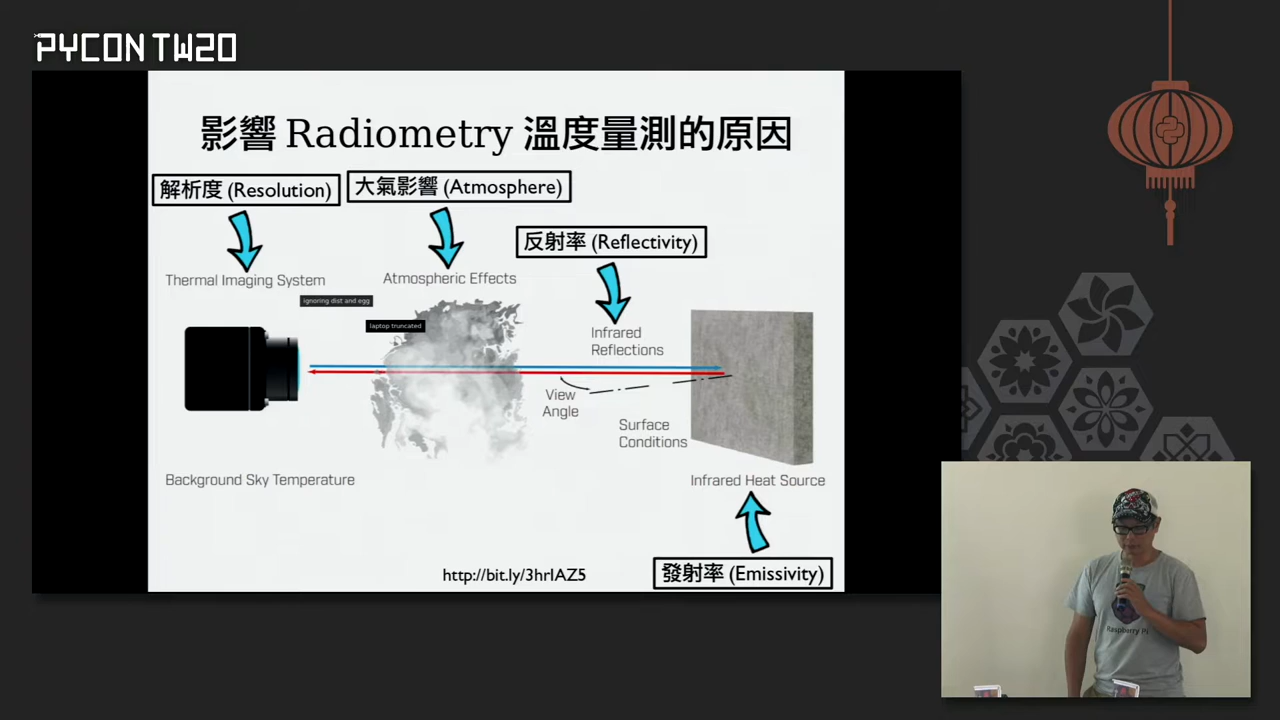 PYCON TW20
影響 Radiometry 溫度量測的原因
解析度 (Resolution)
大氣影響 (Atmosphere)
反射率 (Reflectivity)
Thermal Imaging System
Atmospheric Effects
ignoring dist and egg
laptop truncated
Infrared
Reflections
View
Angle
Surface
Conditions
Background Sky Temperature
Infrared Heat Source
http://bit.ly/3hrIAZ5
發射率 (Emissivity)
Raspberry Pi